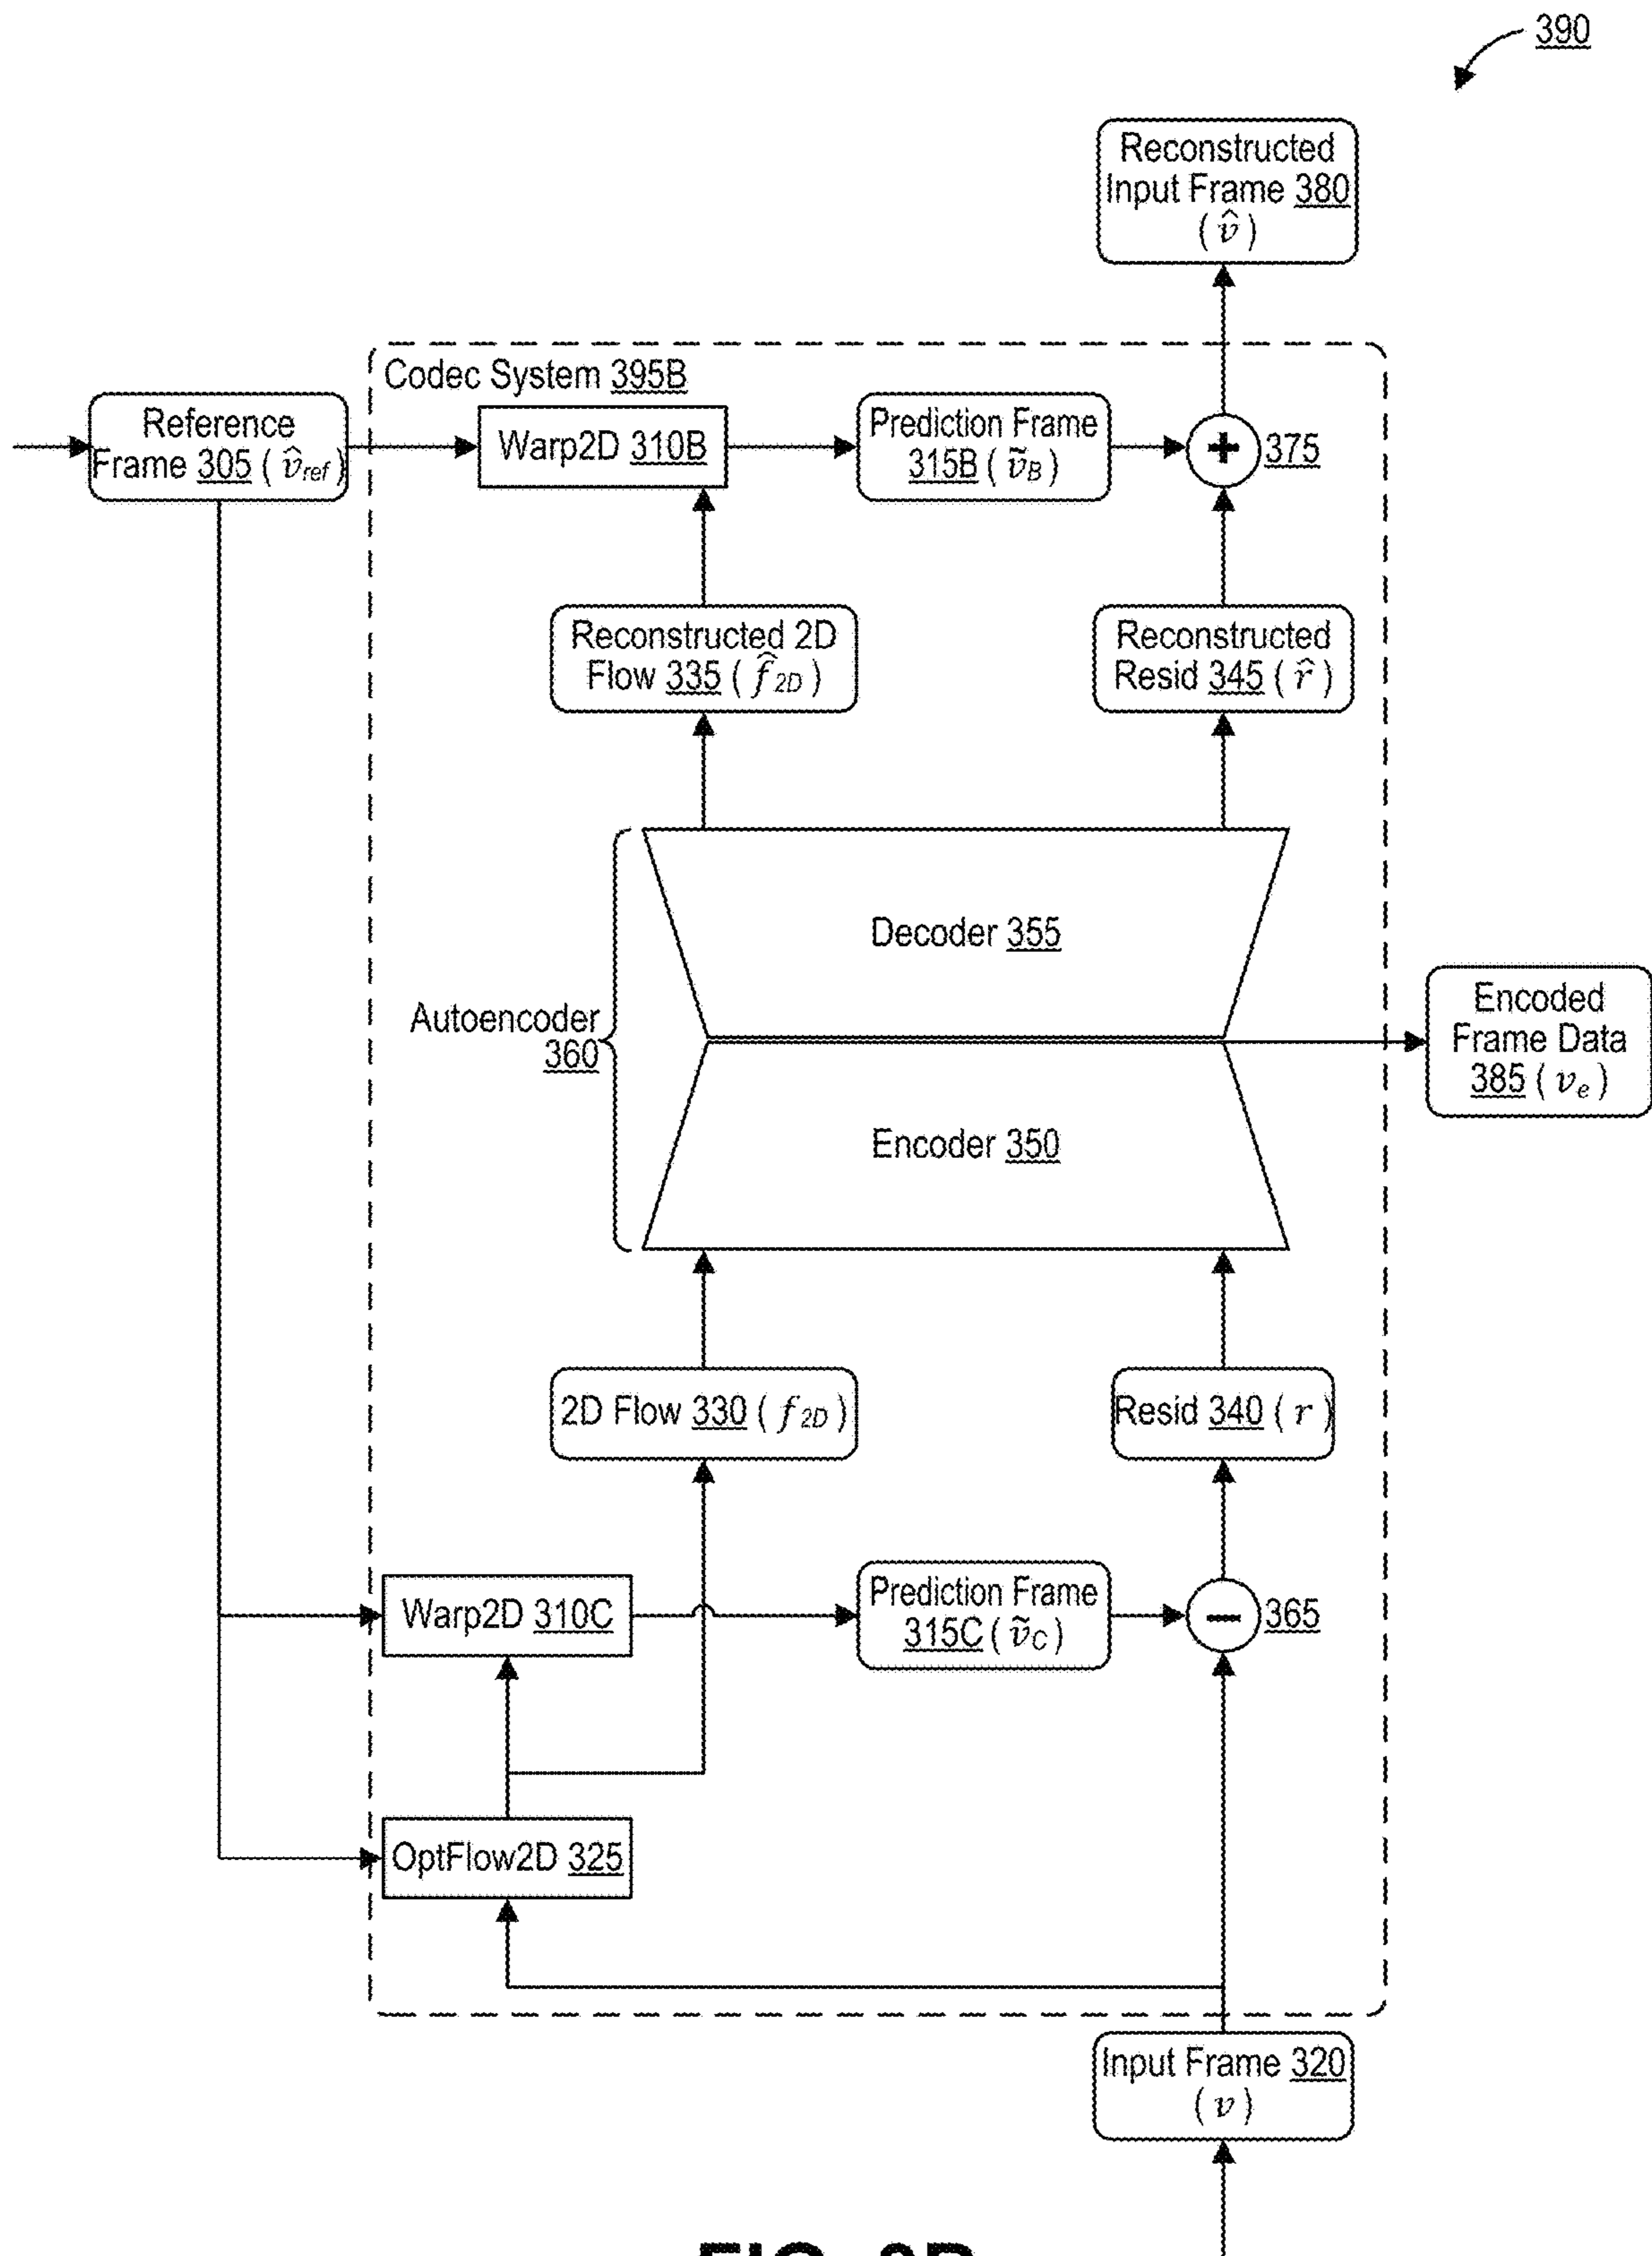 390
Reconstructed
Input Frame 380
( v̂ )
Codec System 395B
Reference
Frame 305 ( v̂ref )
Warp2D 310B
Prediction Frame
315B ( ṽB )
+
375
Reconstructed 2D
Flow 335 ( f̂2D )
Reconstructed
Resid 345 ( r̂ )
Decoder 355
Autoencoder
360
Encoded
Frame Data
385 ( ve )
Encoder 350
2D Flow 330 ( f2D )
Resid 340 ( r )
Warp2D 310C
Prediction Frame
315C ( ṽC )
−
365
OptFlow2D 325
Input Frame 320
( v )